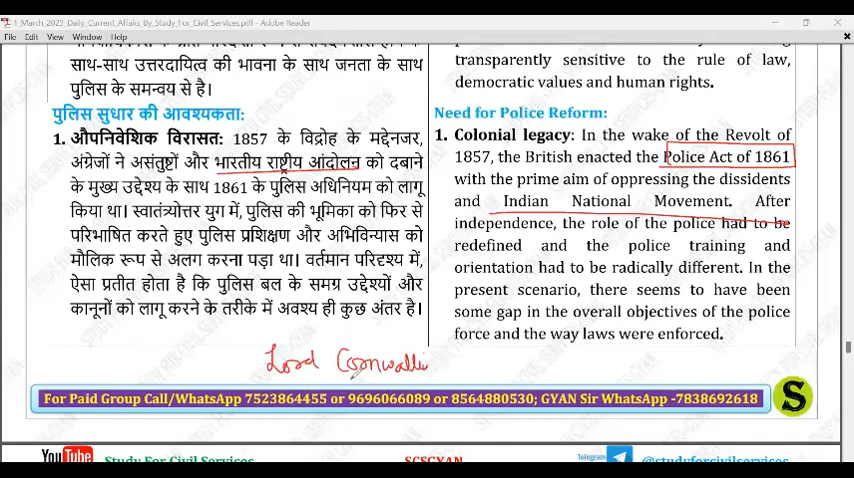 1_March_2023_Daily_Current_Affairs_By_Study_For_Civil_Services.pdf - Adobe Reader
File Edit View Window Help
साथ-साथ उत्तरदायित्व की भावना के साथ जनता के साथ
पुलिस के समन्वय से है।
पुलिस सुधार की आवश्यकता:
1. औपनिवेशिक विरासत: 1857 के विद्रोह के मद्देनजर,
अंग्रेजों ने असंतुष्टों और भारतीय राष्ट्रीय आंदोलन को दबाने
के मुख्य उद्देश्य के साथ 1861 के पुलिस अधिनियम को लागू
किया था। स्वातंत्र्योत्तर युग में, पुलिस की भूमिका को फिर से
परिभाषित करते हुए पुलिस प्रशिक्षण और अभिविन्यास को
मौलिक रूप से अलग करना पड़ा था। वर्तमान परिदृश्य में,
ऐसा प्रतीत होता है कि पुलिस बल के समग्र उद्देश्यों और
कानूनों को लागू करने के तरीके में अवश्य ही कुछ अंतर है।
transparently sensitive to the rule of law,
democratic values and human rights.
Need for Police Reform:
1. Colonial legacy: In the wake of the Revolt of
1857, the British enacted the Police Act of 1861
with the prime aim of oppressing the dissidents
and Indian National Movement. After
independence, the role of the police had to be
redefined and the police training and
orientation had to be radically different. In the
present scenario, there seems to have been
some gap in the overall objectives of the police
force and the way laws were enforced.
Lord Cornwallis
For Paid Group Call/WhatsApp 7523864455 or 9696066089 or 8564880530; GYAN Sir WhatsApp -7838692618
S
YouTube Study For Civil Services SCSGYAN Telegram @studyforcivilservices